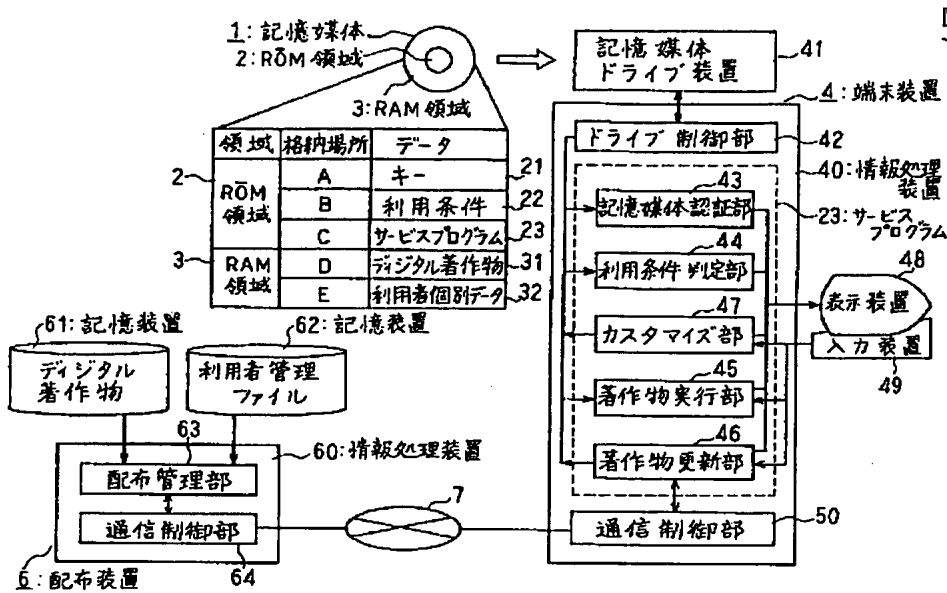 1:記憶媒体
2:ROM領域
3:RAM領域
記憶媒体
ドライブ装置
41
4:端末装置
ドライブ制御部
42
40:情報処理
装置
領域 格納場所 データ
2
ROM
領域
A キー 21
B 利用条件 22
C サービスプログラム 23
3
RAM
領域
D ディジタル著作物 31
E 利用者個別データ 32
43
記憶媒体認証部
23:サービス
プログラム
44
利用条件判定部
47
カスタマイズ部
48
表示装置
入力装置
49
45
著作物実行部
46
著作物更新部
通信制御部
50
61:記憶装置
ディジタル
著作物
62:記憶装置
利用者管理
ファイル
63
60:情報処理装置
配布管理部
通信制御部
64
6:配布装置
7